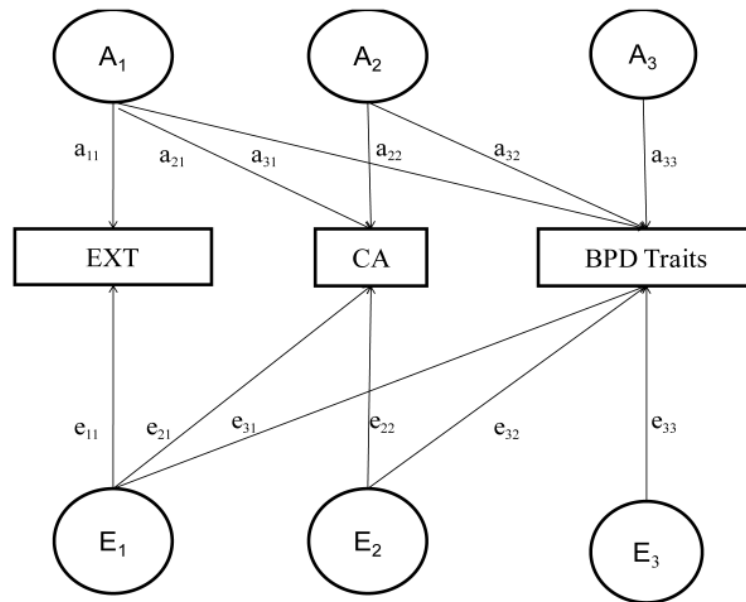 A₁ A₂ A₃
a₁₁ a₂₁ a₃₁ a₂₂ a₃₂ a₃₃
EXT CA BPD Traits
e₁₁ e₂₁ e₃₁ e₂₂ e₃₂ e₃₃
E₁ E₂ E₃